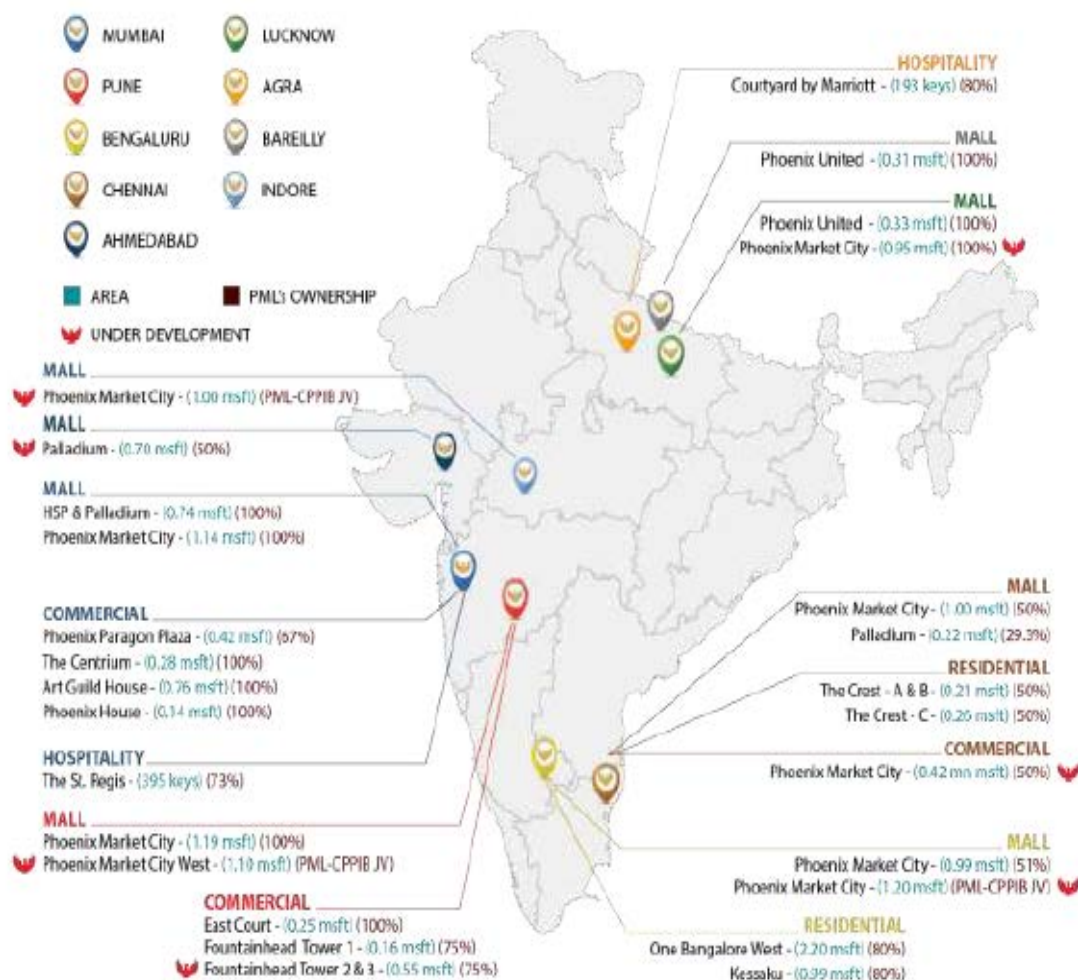 MUMBAI
LUCKNOW
PUNE
AGRA
BENGALURU
BAREILLY
CHENNAI
INDORE
AHMEDABAD
AREA
PML's OWNERSHIP
UNDER DEVELOPMENT
HOSPITALITY
Courtyard by Marriott - (193 keys) (80%)
MALL
Phoenix United - (0.31 msft) (100%)
MALL
Phoenix United - (0.33 msft) (100%)
Phoenix Market City - (0.95 msft) (100%)
MALL
Phoenix Market City - (1.00 msft) (PML-CPPIB JV)
MALL
Palladium - (0.70 msft) (50%)
MALL
HSP & Palladium - (0.74 msft) (100%)
Phoenix Market City - (1.14 msft) (100%)
COMMERCIAL
Phoenix Paragon Plaza - (0.42 msft) (67%)
The Centrium - (0.28 msft) (100%)
Art Guild House - (0.76 msft) (100%)
Phoenix House - (0.14 msft) (100%)
HOSPITALITY
The St. Regis - (395 keys) (73%)
MALL
Phoenix Market City - (1.19 msft) (100%)
Phoenix Market City West - (1.10 msft) (PML-CPPIB JV)
COMMERCIAL
East Court - (0.25 msft) (100%)
Fountainhead Tower 1 - (0.16 msft) (75%)
Fountainhead Tower 2 & 3 - (0.55 msft) (75%)
MALL
Phoenix Market City - (1.00 msft) (50%)
Palladium - (0.22 msft) (29.3%)
RESIDENTIAL
The Crest - A & B - (0.21 msft) (50%)
The Crest - C - (0.26 msft) (50%)
COMMERCIAL
Phoenix Market City - (0.42 mn msft) (50%)
MALL
Phoenix Market City - (0.99 msft) (51%)
Phoenix Market City - (1.20 msft) (PML-CPPIB JV)
RESIDENTIAL
One Bangalore West - (2.20 msft) (80%)
Kessaku - (0.99 msft) (80%)